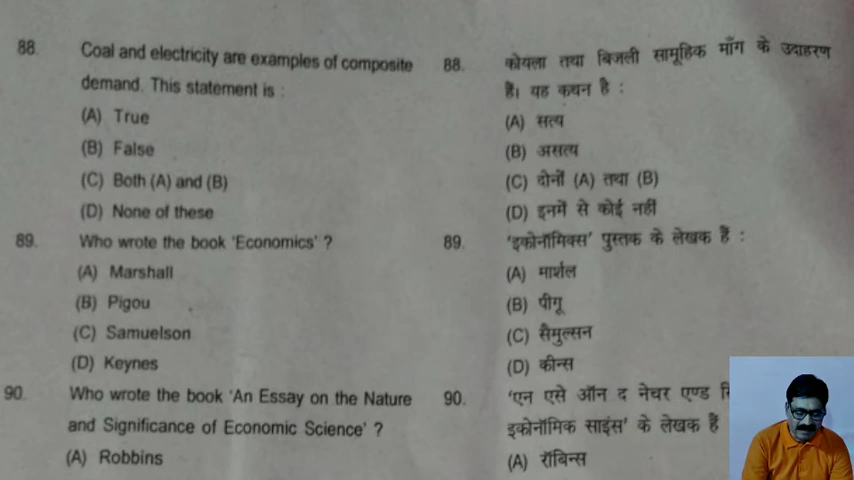 88. Coal and electricity are examples of composite
demand. This statement is :
(A) True
(B) False
(C) Both (A) and (B)
(D) None of these
89. Who wrote the book 'Economics' ?
(A) Marshall
(B) Pigou
(C) Samuelson
(D) Keynes
90. Who wrote the book 'An Essay on the Nature
and Significance of Economic Science' ?
(A) Robbins
88. कोयला तथा बिजली सामूहिक माँग के उदाहरण
हैं। यह कथन है :
(A) सत्य
(B) असत्य
(C) दोनों (A) तथा (B)
(D) इनमें से कोई नहीं
89. 'इकोनॉमिक्स' पुस्तक के लेखक हैं :
(A) मार्शल
(B) पीगू
(C) सैमुल्सन
(D) कीन्स
90. 'एन एसे ऑन द नेचर एण्ड
इकोनॉमिक साइंस' के लेखक हैं
(A) रॉबिन्स